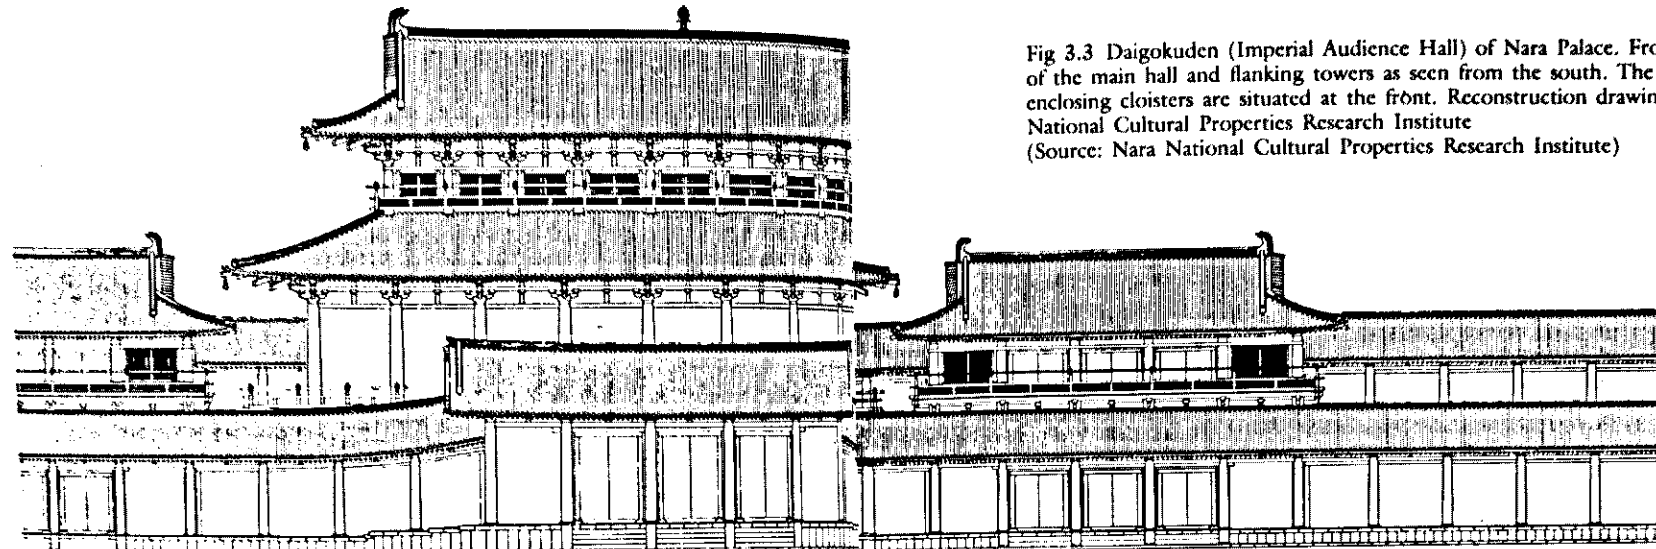 Fig 3.3 Daigokuden (Imperial Audience Hall) of Nara Palace. Fro
of the main hall and flanking towers as seen from the south. The
enclosing cloisters are situated at the front. Reconstruction drawin
National Cultural Properties Research Institute
(Source: Nara National Cultural Properties Research Institute)